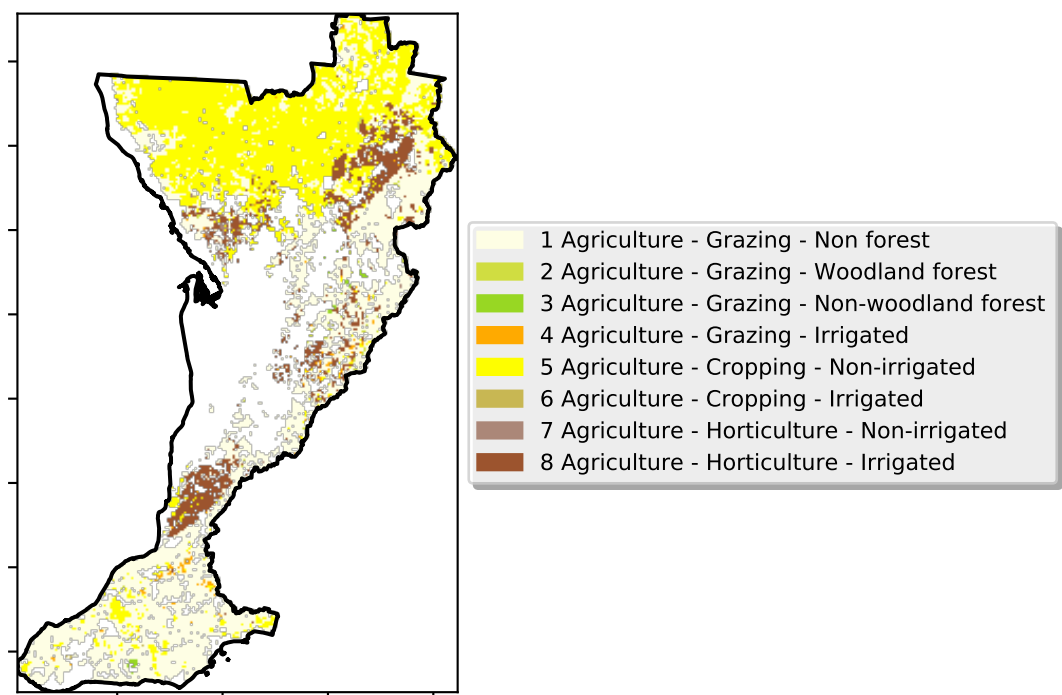 1 Agriculture - Grazing - Non forest
2 Agriculture - Grazing - Woodland forest
3 Agriculture - Grazing - Non-woodland forest
4 Agriculture - Grazing - Irrigated
5 Agriculture - Cropping - Non-irrigated
6 Agriculture - Cropping - Irrigated
7 Agriculture - Horticulture - Non-irrigated
8 Agriculture - Horticulture - Irrigated